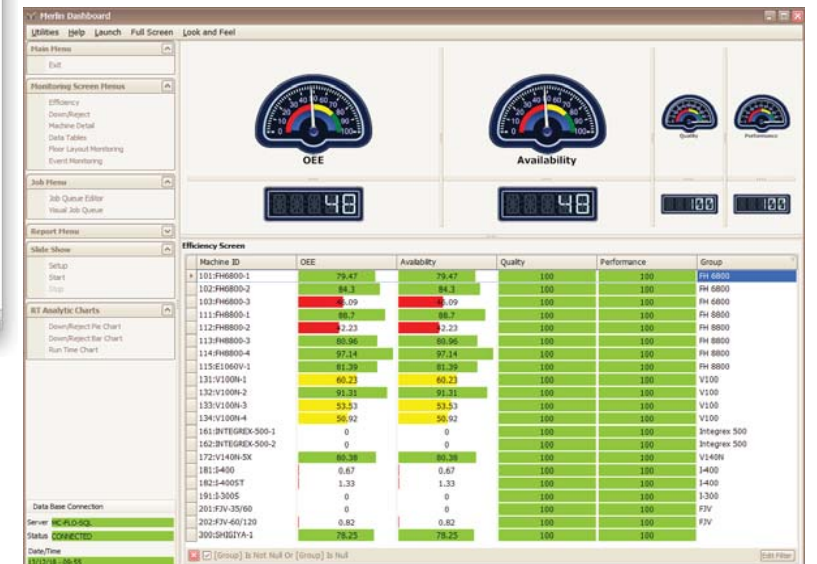 Merlin Dashboard
Utilities Help Launch Full Screen Look and Feel
Main Menu
Exit
Monitoring Screen Menus
Efficiency
Down/Reject
Machine Detail
Data Tables
Floor Layout Monitoring
Event Monitoring
Job Menu
Job Queue Editor
Visual Job Queue
Report Menu
Slide Show
Setup
Start
Stop
RT Analytic Charts
Down/Reject Pie Chart
Down/Reject Bar Chart
Run Time Chart
Data Base Connection
Server HC-FLO-SQL
Status CONNECTED
Date/Time
OEE
Availability
Quality
Performance
48
48
100
100
Efficiency Screen
Machine ID OEE Availability Quality Performance Group
101:FH6800-1 79.47 79.47 100 100 FH 6800
102:FH6800-2 84.3 84.3 100 100 FH 6800
103:FH6800-3 46.09 46.09 100 100 FH 6800
111:FH8800-1 88.7 88.7 100 100 FH 8800
112:FH8800-2 42.23 42.23 100 100 FH 8800
113:FH8800-3 80.96 80.96 100 100 FH 8800
114:FH8800-4 97.14 97.14 100 100 FH 8800
115:E1060V-1 81.39 81.39 100 100 FH 8800
131:V100N-1 60.23 60.23 100 100 V100
132:V100N-2 91.31 91.31 100 100 V100
133:V100N-3 53.53 53.53 100 100 V100
134:V100N-4 50.92 50.92 100 100 V100
161:INTEGREX-500-1 0 0 100 100 Integrex 500
162:INTEGREX-500-2 0 0 100 100 Integrex 500
172:V140N-5X 80.38 80.38 100 100 V140N
181:I-400 0.67 0.67 100 100 I-400
182:I-400ST 1.33 1.33 100 100 I-400
191:I-300S 0 0 100 100 I-300
201:FJV-35/60 0 0 100 100 FJV
202:FJV-60/120 0.82 0.82 100 100 FJV
300:SHIGIYA-1 78.25 78.25 100 100
[Group] Is Not Null Or [Group] Is Null
Edit Filter